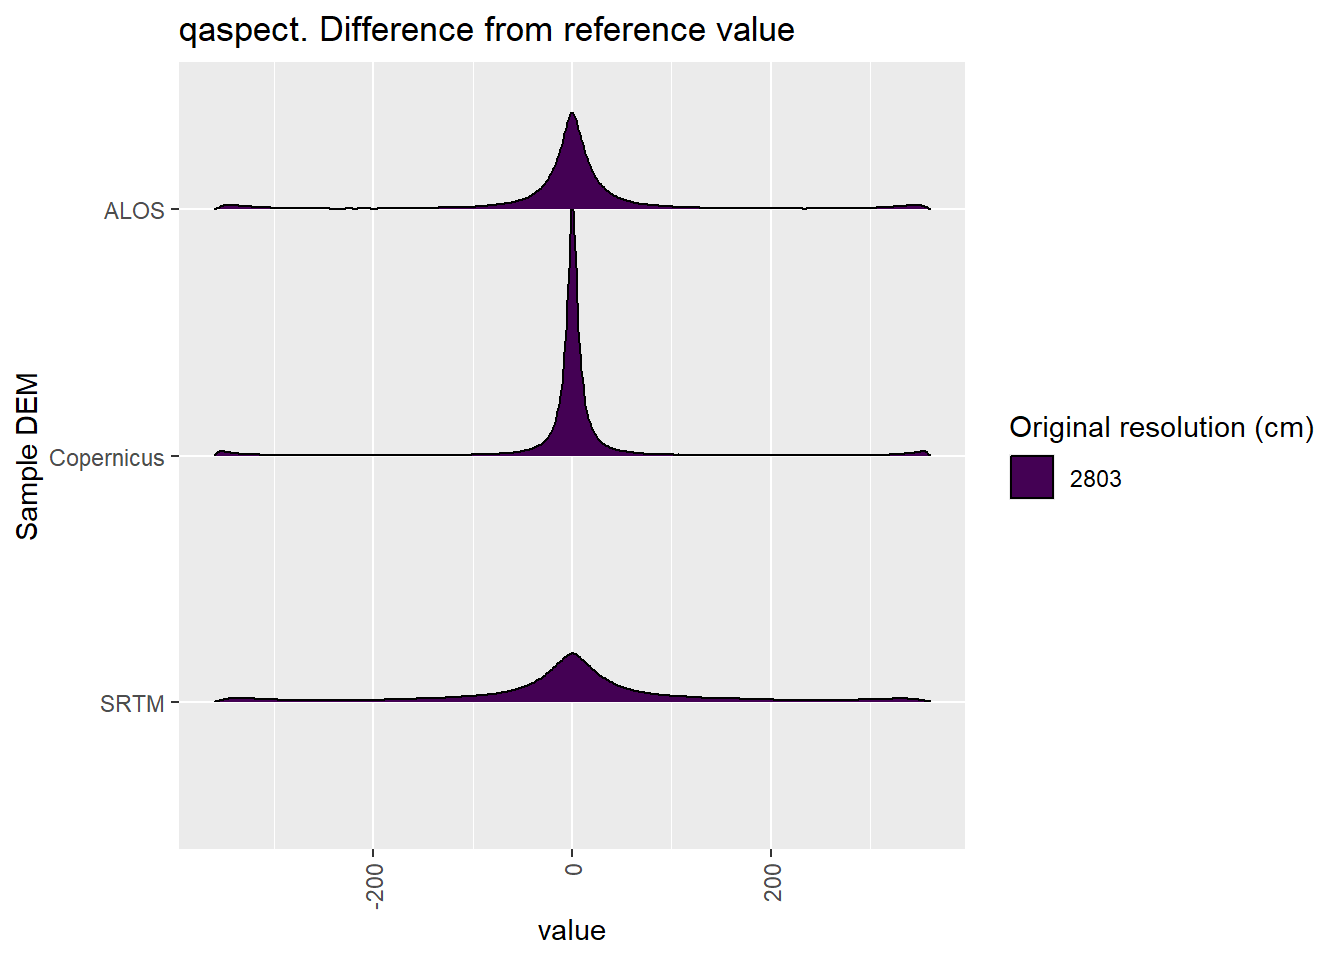 qaspect. Difference from reference value
ALOS
Copernicus
SRTM
Sample DEM
-200
0
200
value
Original resolution (cm)
2803